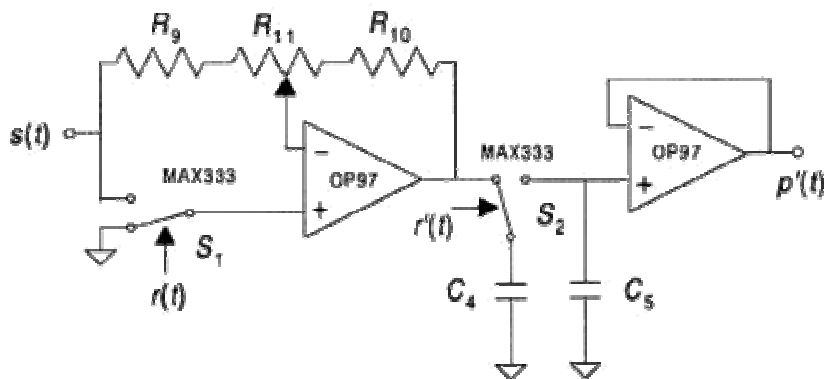 R9
R11
R10
s(t)
MAX333
−
OP97
+
S1
r(t)
MAX333
r'(t)
S2
C4
C5
−
OP97
+
p'(t)